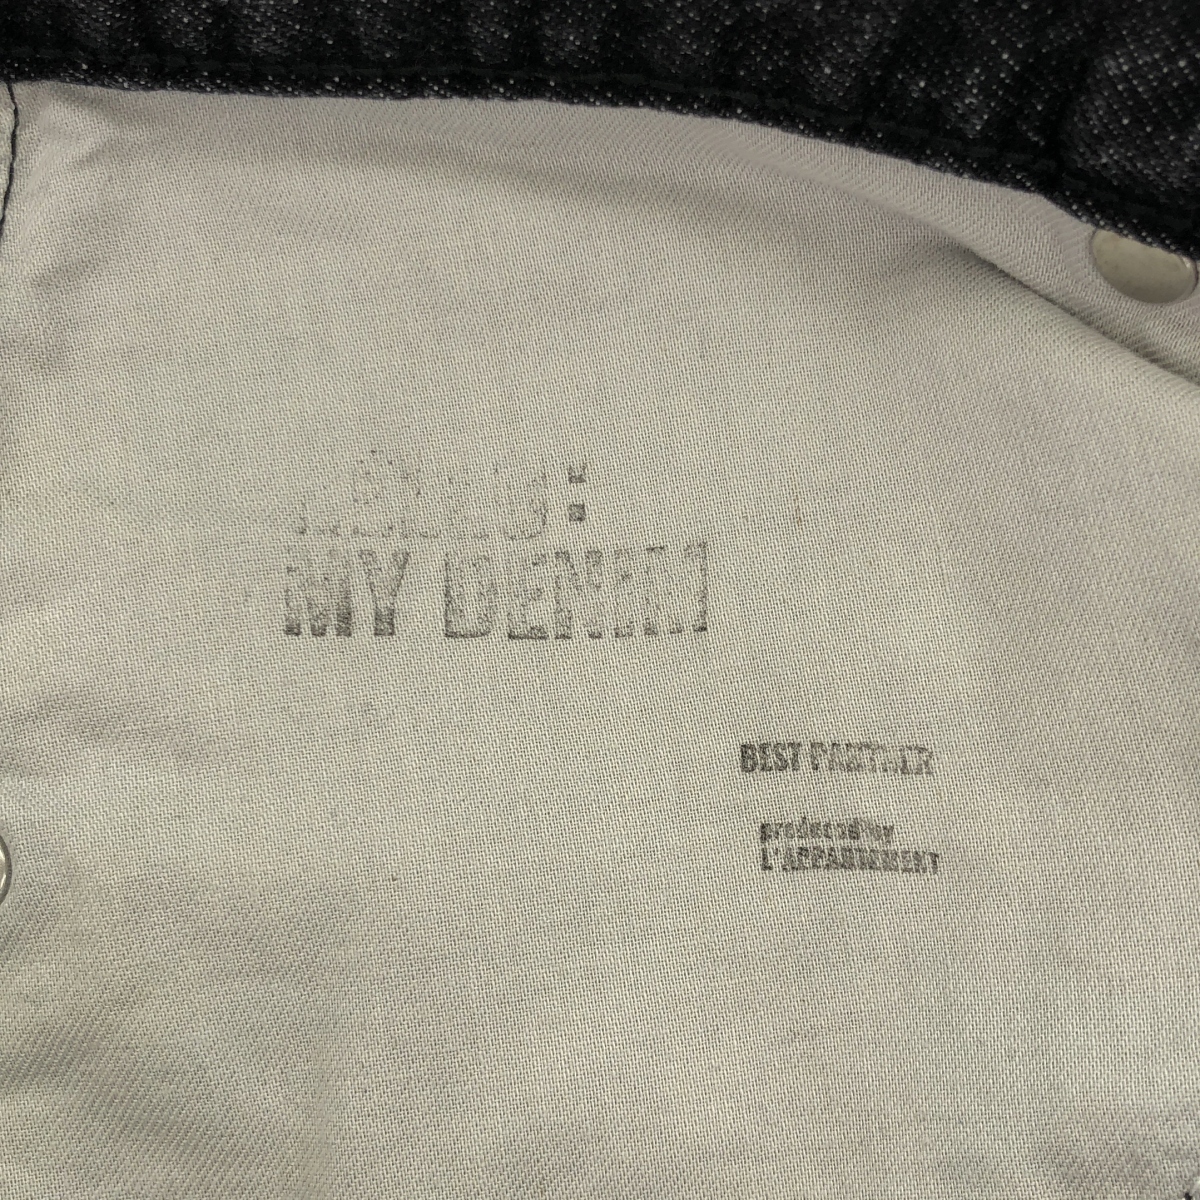 MY DENIM
BEST PARTNER
produced by
L'APPARTEMENT